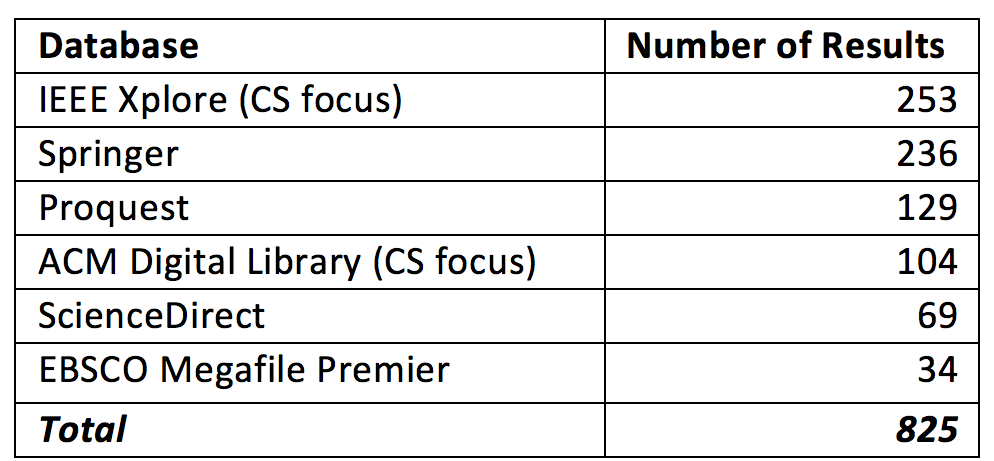 Database Number of Results
IEEE Xplore (CS focus) 253
Springer 236
Proquest 129
ACM Digital Library (CS focus) 104
ScienceDirect 69
EBSCO Megafile Premier 34
Total 825